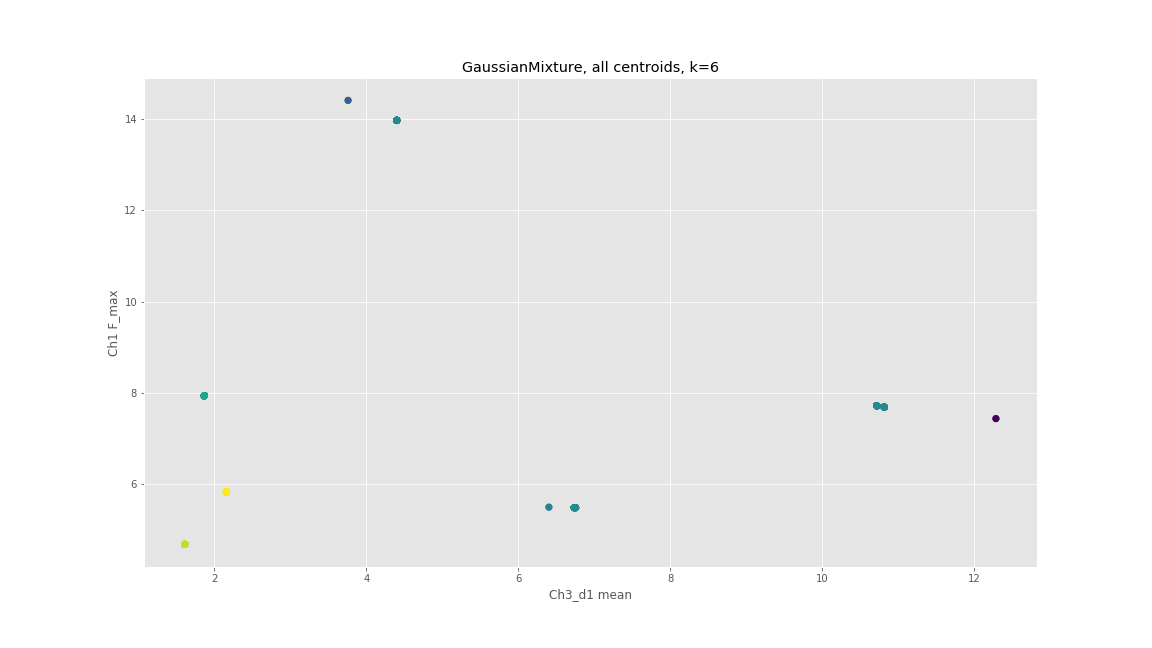 GaussianMixture, all centroids, k=6
14
12
10
8
6
Ch1 F_max
2 4 6 8 10 12
Ch3_d1 mean